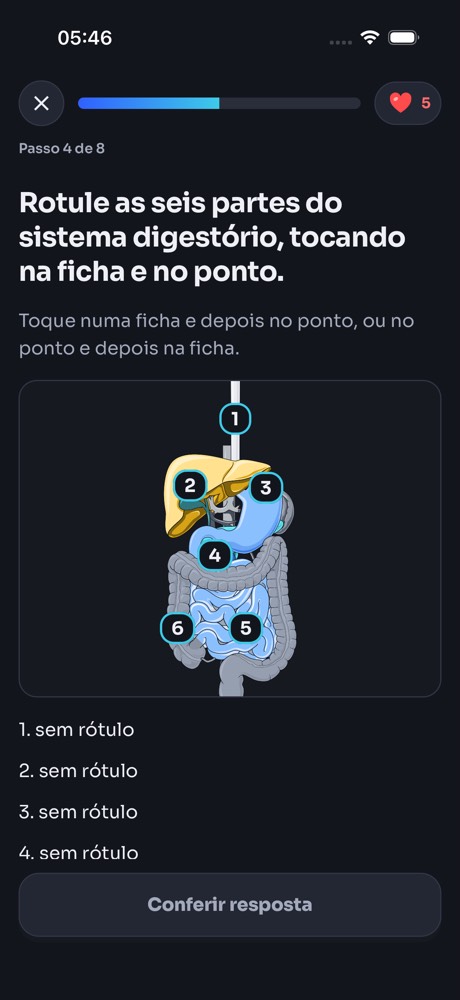 05:46
5
Passo 4 de 8
Rotule as seis partes do
sistema digestório, tocando
na ficha e no ponto.
Toque numa ficha e depois no ponto, ou no
ponto e depois na ficha.
1
2
3
4
6
5
1. sem rótulo
2. sem rótulo
3. sem rótulo
4. sem rótulo
Conferir resposta